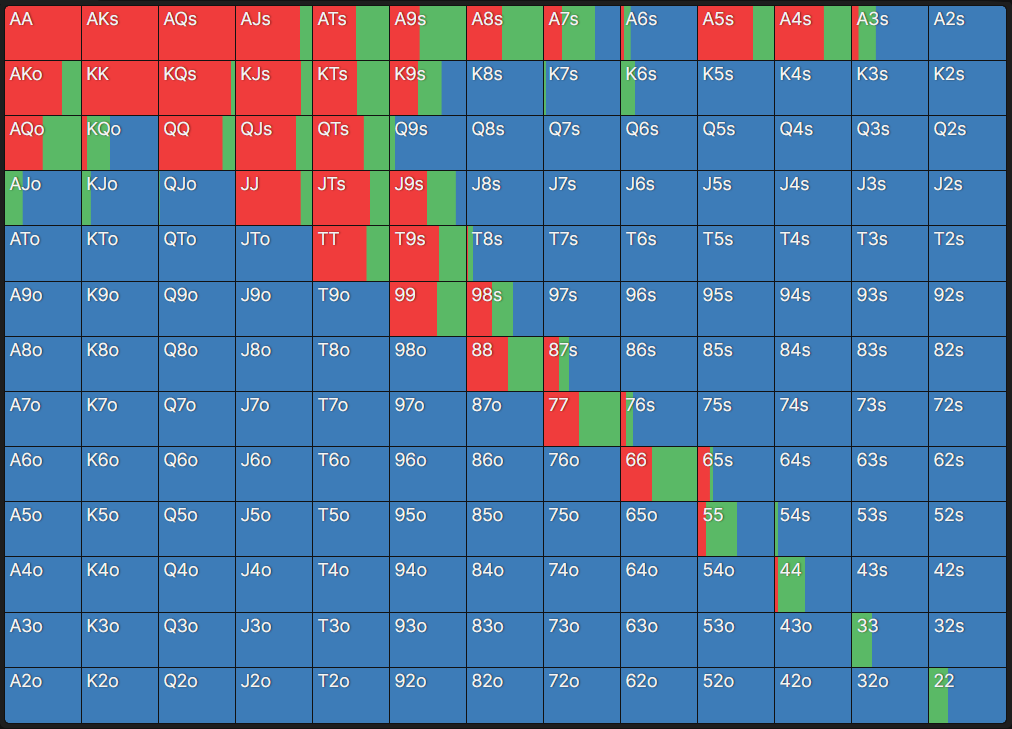 AA AKs AQs AJs ATs A9s A8s A7s A6s A5s A4s A3s A2s
AKo KK KQs KJs KTs K9s K8s K7s K6s K5s K4s K3s K2s
AQo KQo QQ QJs QTs Q9s Q8s Q7s Q6s Q5s Q4s Q3s Q2s
AJo KJo QJo JJ JTs J9s J8s J7s J6s J5s J4s J3s J2s
ATo KTo QTo JTo TT T9s T8s T7s T6s T5s T4s T3s T2s
A9o K9o Q9o J9o T9o 99 98s 97s 96s 95s 94s 93s 92s
A8o K8o Q8o J8o T8o 98o 88 87s 86s 85s 84s 83s 82s
A7o K7o Q7o J7o T7o 97o 87o 77 76s 75s 74s 73s 72s
A6o K6o Q6o J6o T6o 96o 86o 76o 66 65s 64s 63s 62s
A5o K5o Q5o J5o T5o 95o 85o 75o 65o 55 54s 53s 52s
A4o K4o Q4o J4o T4o 94o 84o 74o 64o 54o 44 43s 42s
A3o K3o Q3o J3o T3o 93o 83o 73o 63o 53o 43o 33 32s
A2o K2o Q2o J2o T2o 92o 82o 72o 62o 52o 42o 32o 22